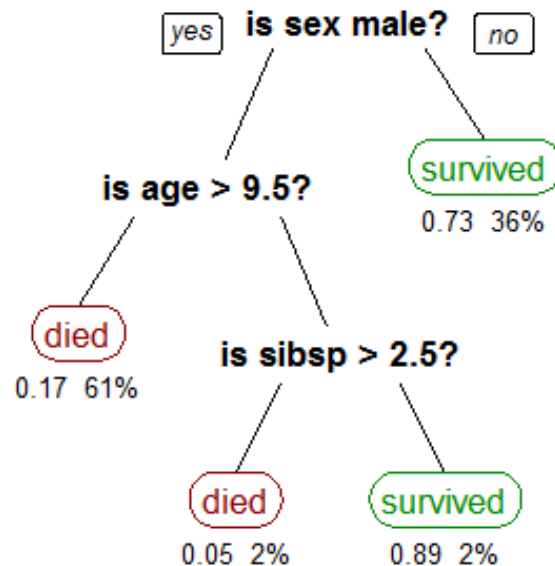 yes is sex male? no
survived
is age > 9.5?
0.73 36%
died
0.17 61%
is sibsp > 2.5?
died survived
0.05 2% 0.89 2%